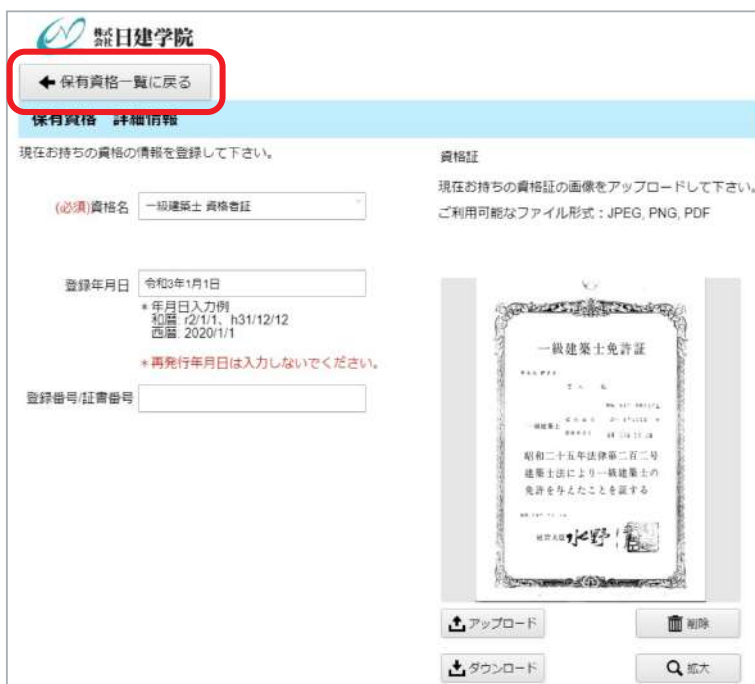 株式会社日建学院
保有資格一覧に戻る
保有資格 詳細情報
現在お持ちの資格の情報を登録して下さい。
(必須)資格名
一級建築士 資格者証
登録年月日
令和3年1月1日
* 年月日入力例
和暦: r2/1/1、h31/12/12
西暦: 2020/1/1
* 再発行年月日は入力しないでください。
登録番号/証書番号
資格証
現在お持ちの資格証の画像をアップロードして下さい。
ご利用可能なファイル形式：JPEG, PNG, PDF
一級建築士免許証
一級建築士
昭和二十五年法律第二百二号
建築士法により一級建築士の
免許を与えたことを証する
アップロード
削除
ダウンロード
拡大